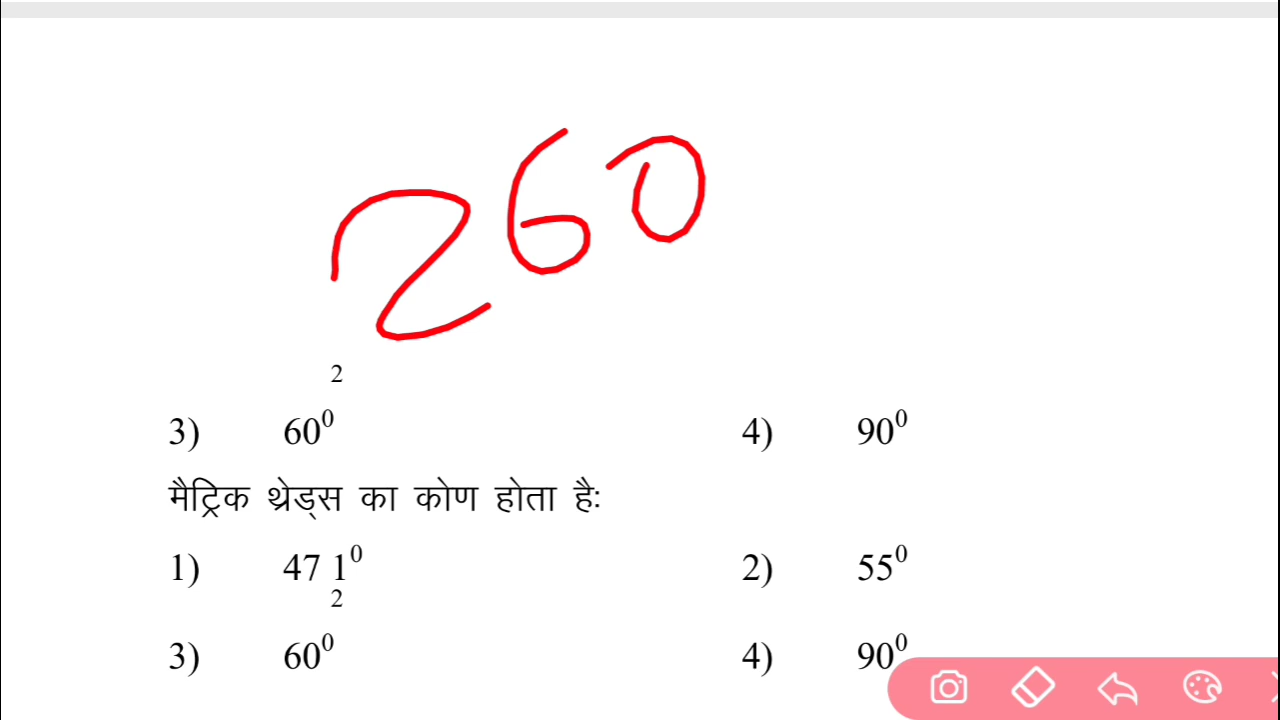 260
2
3) 60⁰ 4) 90⁰
मैट्रिक थ्रेड्स का कोण होता हैः
1) 47 1⁰ 2) 55⁰
2
3) 60⁰ 4) 90⁰